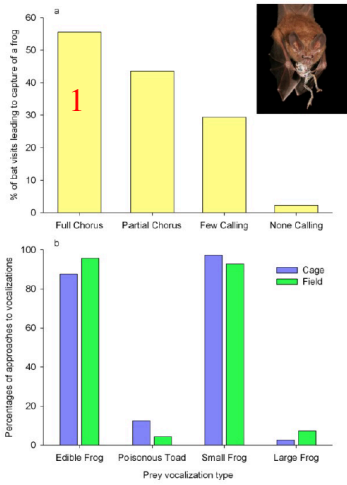 a
60
50
40
30
20
10
0
% of bat visits leading to capture of a frog
1
Full Chorus Partial Chorus Few Calling None Calling
b
100
80
60
40
20
0
Percentages of approaches to vocalizations
Cage
Field
Edible Frog Poisonous Toad Small Frog Large Frog
Prey vocalization type